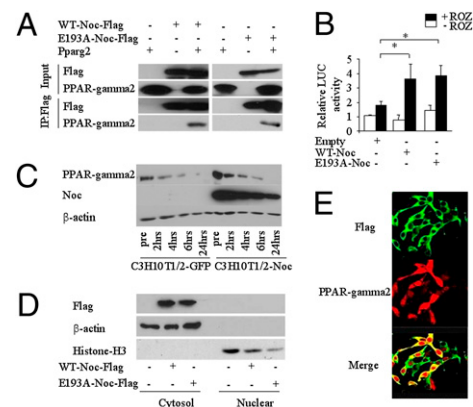 A
WT-Noc-Flag - + + - - -
E193A-Noc-Flag - - - - + +
Pparg2 + - + + - +
IP:Flag Input
Flag
PPAR-gamma2
Flag
PPAR-gamma2
B
+ROZ
- ROZ
Relative LUC activity
5
4
3
2
1
0
* *
Empty +
WT-Noc +
E193A-Noc +
C
PPAR-gamma2
Noc
β-actin
pre 2hrs 4hrs 6hrs 24hrs pre 2hrs 4hrs 6hrs 24hrs
C3H10T1/2-GFP C3H10T1/2-Noc
D
Flag
β-actin
Histone-H3
WT-Noc-Flag - + - - + -
E193A-Noc-Flag - - + - - +
Cytosol Nuclear
E
Flag
PPAR-gamma2
Merge